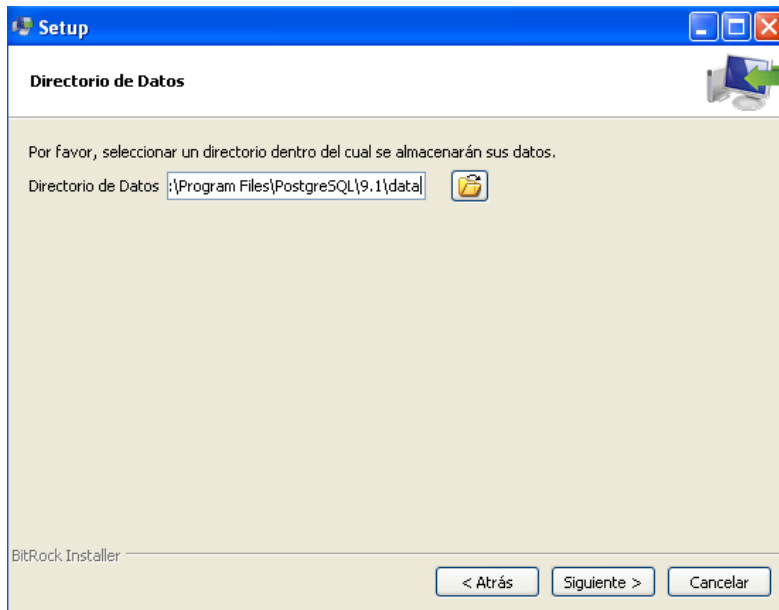 Setup
Directorio de Datos
Por favor, seleccionar un directorio dentro del cual se almacenarán sus datos.
Directorio de Datos :\Program Files\PostgreSQL\9.1\data
BitRock Installer
< Atrás Siguiente > Cancelar